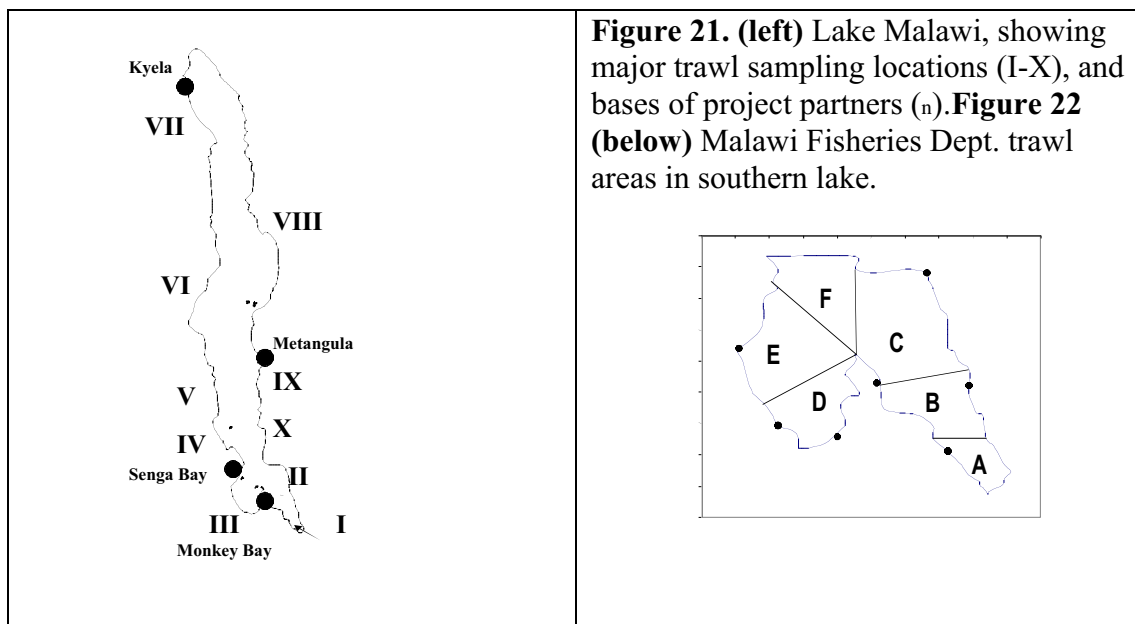 Kyela
VII
VIII
VI
Metangula
IX
V
X
IV
Senga Bay
II
III
I
Monkey Bay
Figure 21. (left) Lake Malawi, showing
major trawl sampling locations (I-X), and
bases of project partners (n).Figure 22
(below) Malawi Fisheries Dept. trawl
areas in southern lake.
F
C
E
D
B
A